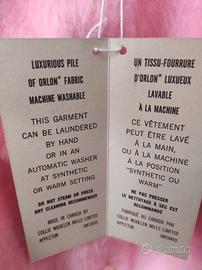 LUXURIOUS PILE
OF ORLON* FABRIC
MACHINE WASHABLE
THIS GARMENT
CAN BE LAUNDERED
BY HAND
OR IN AN
AUTOMATIC WASHER
AT SYNTHETIC
OR WARM SETTING
DO NOT STEAM OR PRESS
DRY CLEANING RECOMMENDED
MADE IN CANADA BY
COLLIE WOOLLEN MILLS LIMITED
APPLETON ONTARIO
UN TISSU-FOURRURE
D'ORLON* LUXUEUX
LAVABLE
À LA MACHINE
CE VÊTEMENT
PEUT ÊTRE LAVÉ
À LA MAIN,
OU À LA MACHINE
À LA POSITION
"SYNTHETIC OU
WARM"
NE PAS PRESSER
LE NETTOYAGE À SEC EST
RECOMMANDÉ
FABRIQUÉ AU CANADA PAR
COLLIE WOOLLEN MILLS LIMITED
APPLETON ONTARIO
subito